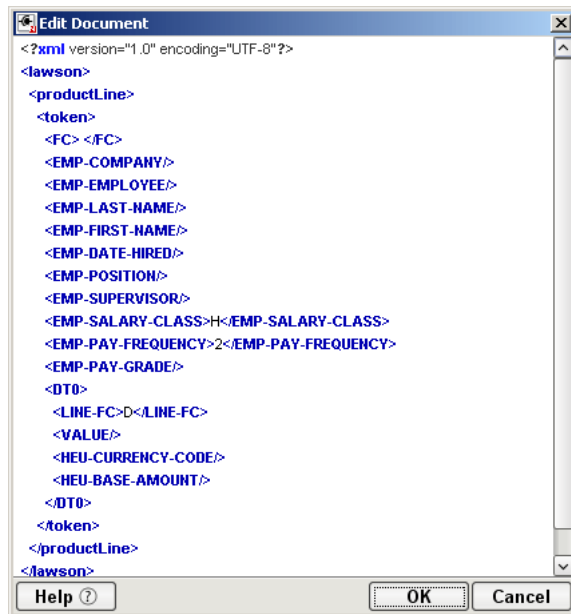 Edit Document
<?xml version="1.0" encoding="UTF-8"?>
<lawson>
<productLine>
<token>
<FC> </FC>
<EMP-COMPANY/>
<EMP-EMPLOYEE/>
<EMP-LAST-NAME/>
<EMP-FIRST-NAME/>
<EMP-DATE-HIRED/>
<EMP-POSITION/>
<EMP-SUPERVISOR/>
<EMP-SALARY-CLASS>H</EMP-SALARY-CLASS>
<EMP-PAY-FREQUENCY>2</EMP-PAY-FREQUENCY>
<EMP-PAY-GRADE/>
<DT0>
<LINE-FC>D</LINE-FC>
<VALUE/>
<HEU-CURRENCY-CODE/>
<HEU-BASE-AMOUNT/>
</DT0>
</token>
</productLine>
</lawson>
Help ?
OK
Cancel